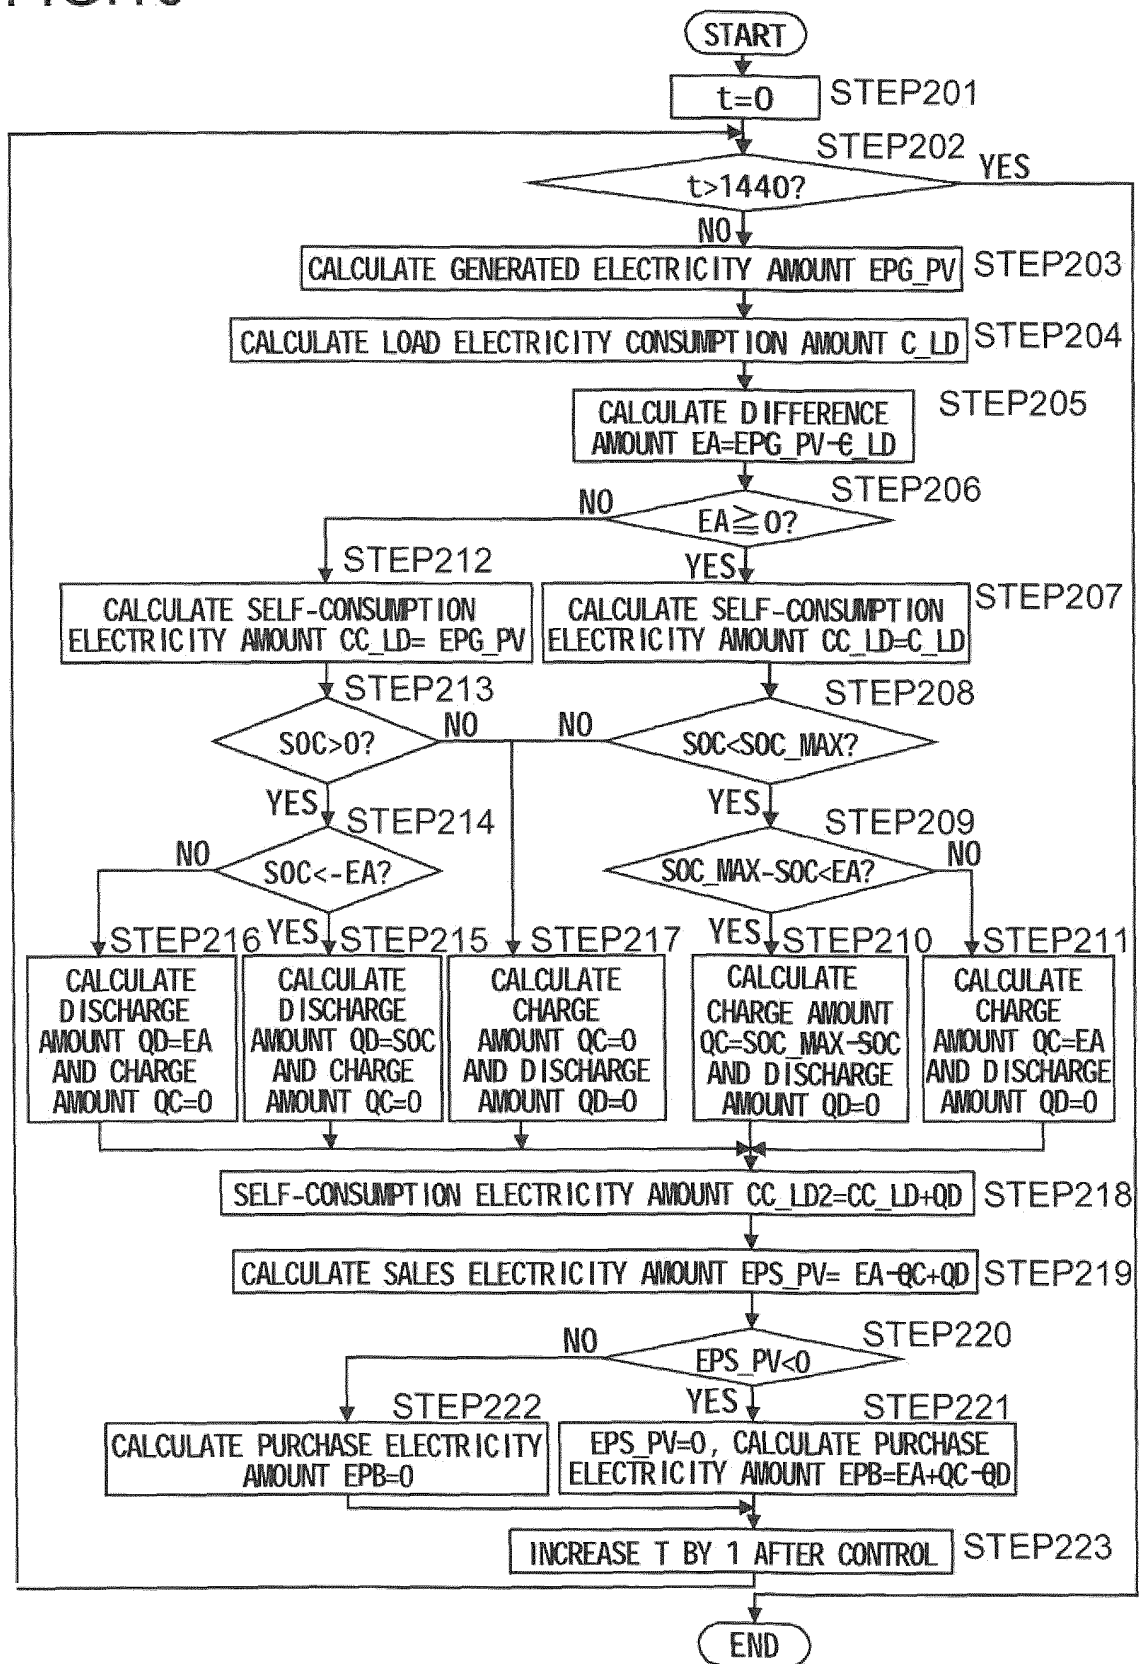 START
t=0
STEP201
STEP202
t>1440?
YES
NO
CALCULATE GENERATED ELECTRICITY AMOUNT EPG_PV
STEP203
CALCULATE LOAD ELECTRICITY CONSUMPTION AMOUNT C_LD
STEP204
CALCULATE DIFFERENCE
AMOUNT EA=EPG_PV-C_LD
STEP205
STEP206
EA≧0?
NO
YES
STEP212
CALCULATE SELF-CONSUMPTION
ELECTRICITY AMOUNT CC_LD= EPG_PV
STEP207
CALCULATE SELF-CONSUMPTION
ELECTRICITY AMOUNT CC_LD=C_LD
STEP213
SOC>0?
NO
YES
STEP208
NO
SOC<SOC_MAX?
YES
STEP214
NO
SOC<-EA?
YES
STEP209
SOC_MAX-SOC<EA?
NO
YES
STEP216
CALCULATE
DISCHARGE
AMOUNT QD=EA
AND CHARGE
AMOUNT QC=0
STEP215
CALCULATE
DISCHARGE
AMOUNT QD=SOC
AND CHARGE
AMOUNT QC=0
STEP217
CALCULATE
CHARGE
AMOUNT QC=0
AND DISCHARGE
AMOUNT QD=0
STEP210
CALCULATE
CHARGE AMOUNT
QC=SOC_MAX-SOC
AND DISCHARGE
AMOUNT QD=0
STEP211
CALCULATE
CHARGE
AMOUNT QC=EA
AND DISCHARGE
AMOUNT QD=0
SELF-CONSUMPTION ELECTRICITY AMOUNT CC_LD2=CC_LD+QD
STEP218
CALCULATE SALES ELECTRICITY AMOUNT EPS_PV= EA-QC+QD
STEP219
STEP220
EPS_PV<0
NO
YES
STEP222
CALCULATE PURCHASE ELECTRICITY
AMOUNT EPB=0
STEP221
EPS_PV=0, CALCULATE PURCHASE
ELECTRICITY AMOUNT EPB=EA+QC-QD
INCREASE T BY 1 AFTER CONTROL
STEP223
END